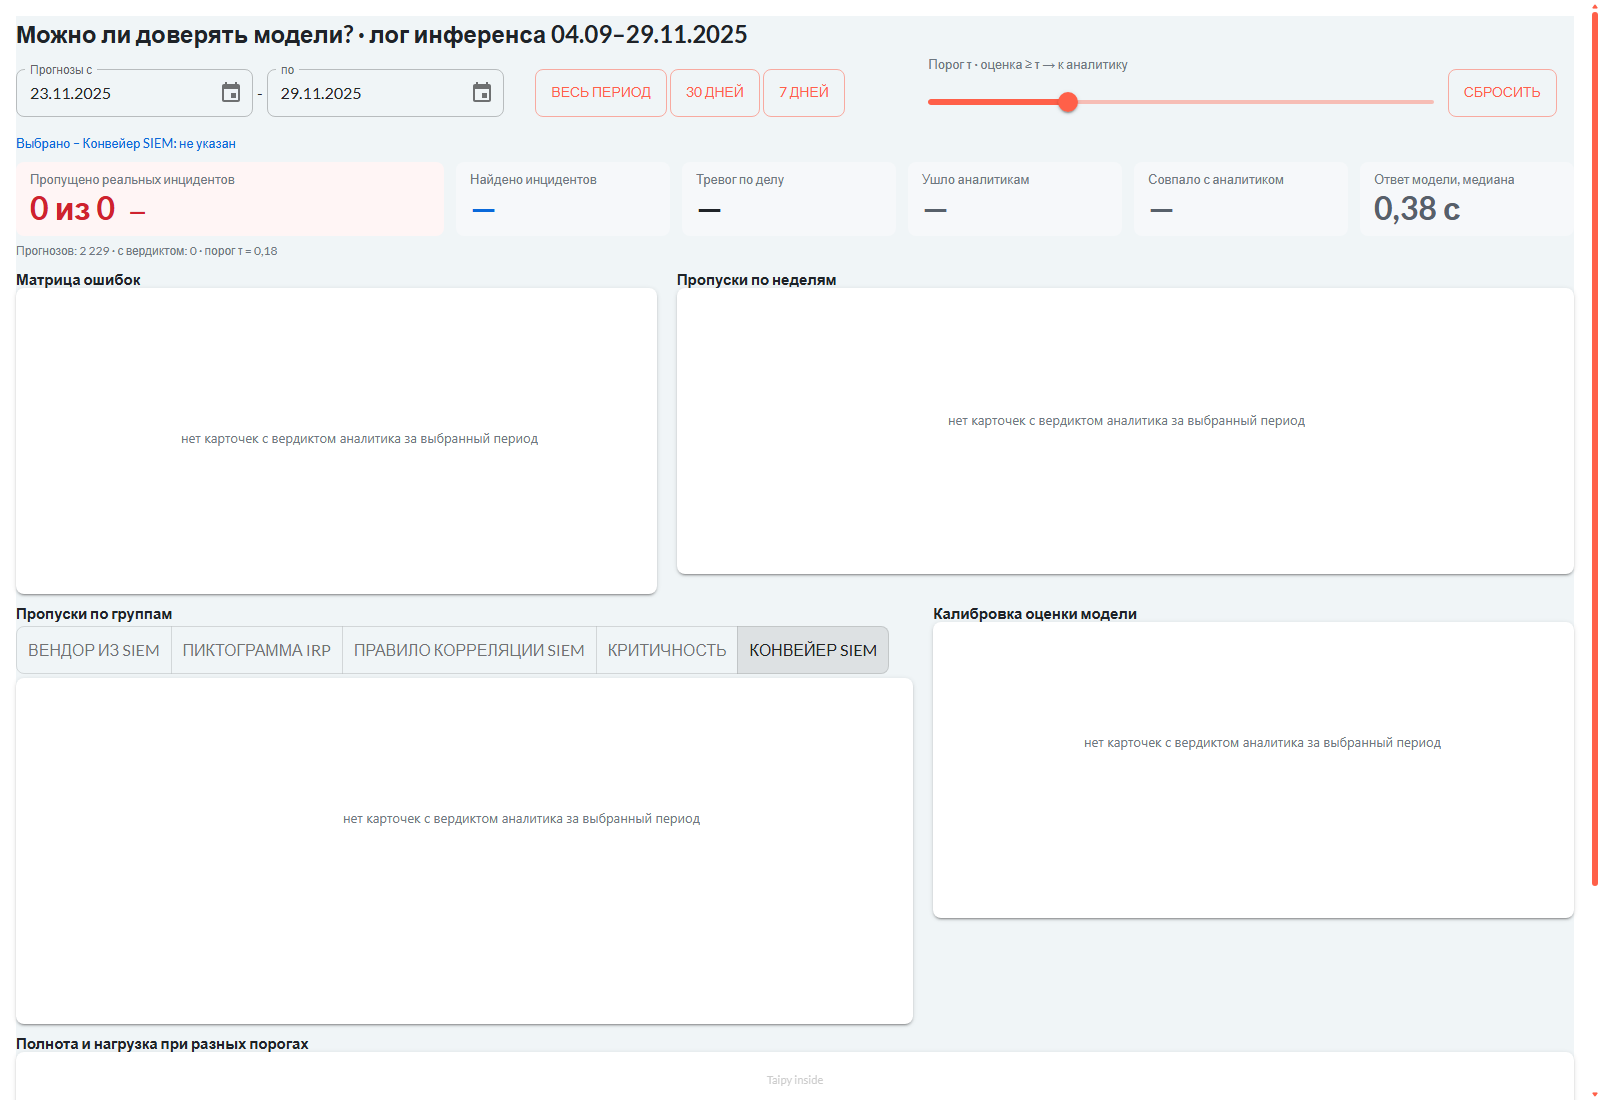 Можно ли доверять модели? · лог инференса 04.09–29.11.2025
Прогнозы с
23.11.2025
-
по
29.11.2025
ВЕСЬ ПЕРИОД
30 ДНЕЙ
7 ДНЕЙ
Порог τ · оценка ≥ τ → к аналитику
СБРОСИТЬ
Выбрано – Конвейер SIEM: не указан
Пропущено реальных инцидентов
0 из 0 –
Найдено инцидентов
—
Тревог по делу
—
Ушло аналитикам
—
Совпало с аналитиком
—
Ответ модели, медиана
0,38 с
Прогнозов: 2 229 · с вердиктом: 0 · порог τ = 0,18
Матрица ошибок
нет карточек с вердиктом аналитика за выбранный период
Пропуски по неделям
нет карточек с вердиктом аналитика за выбранный период
Пропуски по группам
ВЕНДОР ИЗ SIEM
ПИКТОГРАММА IRP
ПРАВИЛО КОРРЕЛЯЦИИ SIEM
КРИТИЧНОСТЬ
КОНВЕЙЕР SIEM
нет карточек с вердиктом аналитика за выбранный период
Калибровка оценки модели
нет карточек с вердиктом аналитика за выбранный период
Полнота и нагрузка при разных порогах
Taipy inside